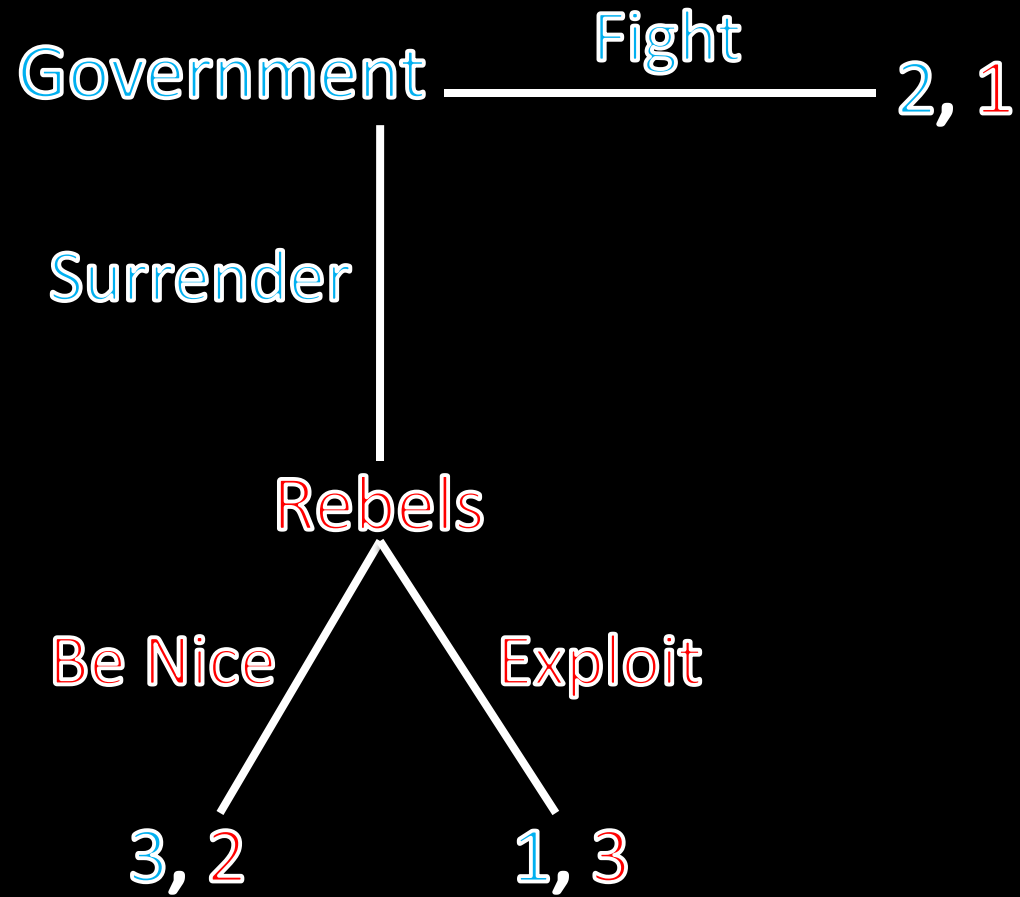 Fight
Government
2, 1
Surrender
Rebels
Be Nice
Exploit
3, 2
1, 3